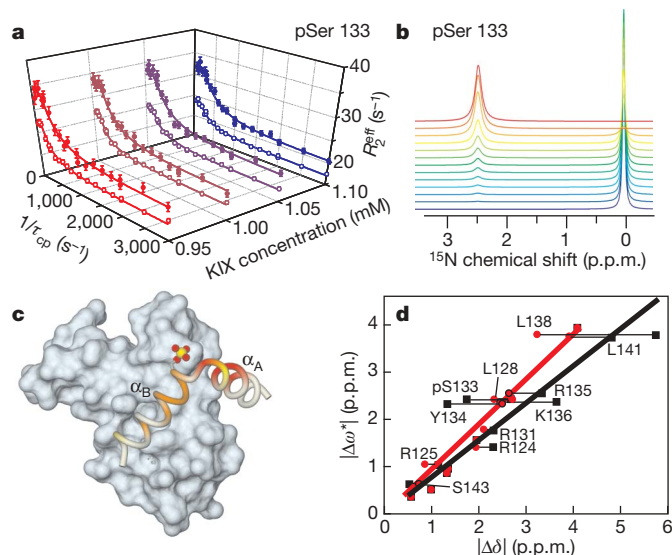 a
pSer 133
40
30
20
R₂ᵉᶠᶠ (s⁻¹)
0
1,000
2,000
3,000
1/τcp (s⁻¹)
0.95
1.00
1.05
1.10
KIX concentration (mM)
b
pSer 133
3
2
1
0
¹⁵N chemical shift (p.p.m.)
c
αB
αA
d
4
3
2
1
0
|Δω*| (p.p.m.)
L138
L141
L128
pS133
R135
Y134
K136
R131
R124
R125
S143
1
2
3
4
5
6
|Δδ| (p.p.m.)